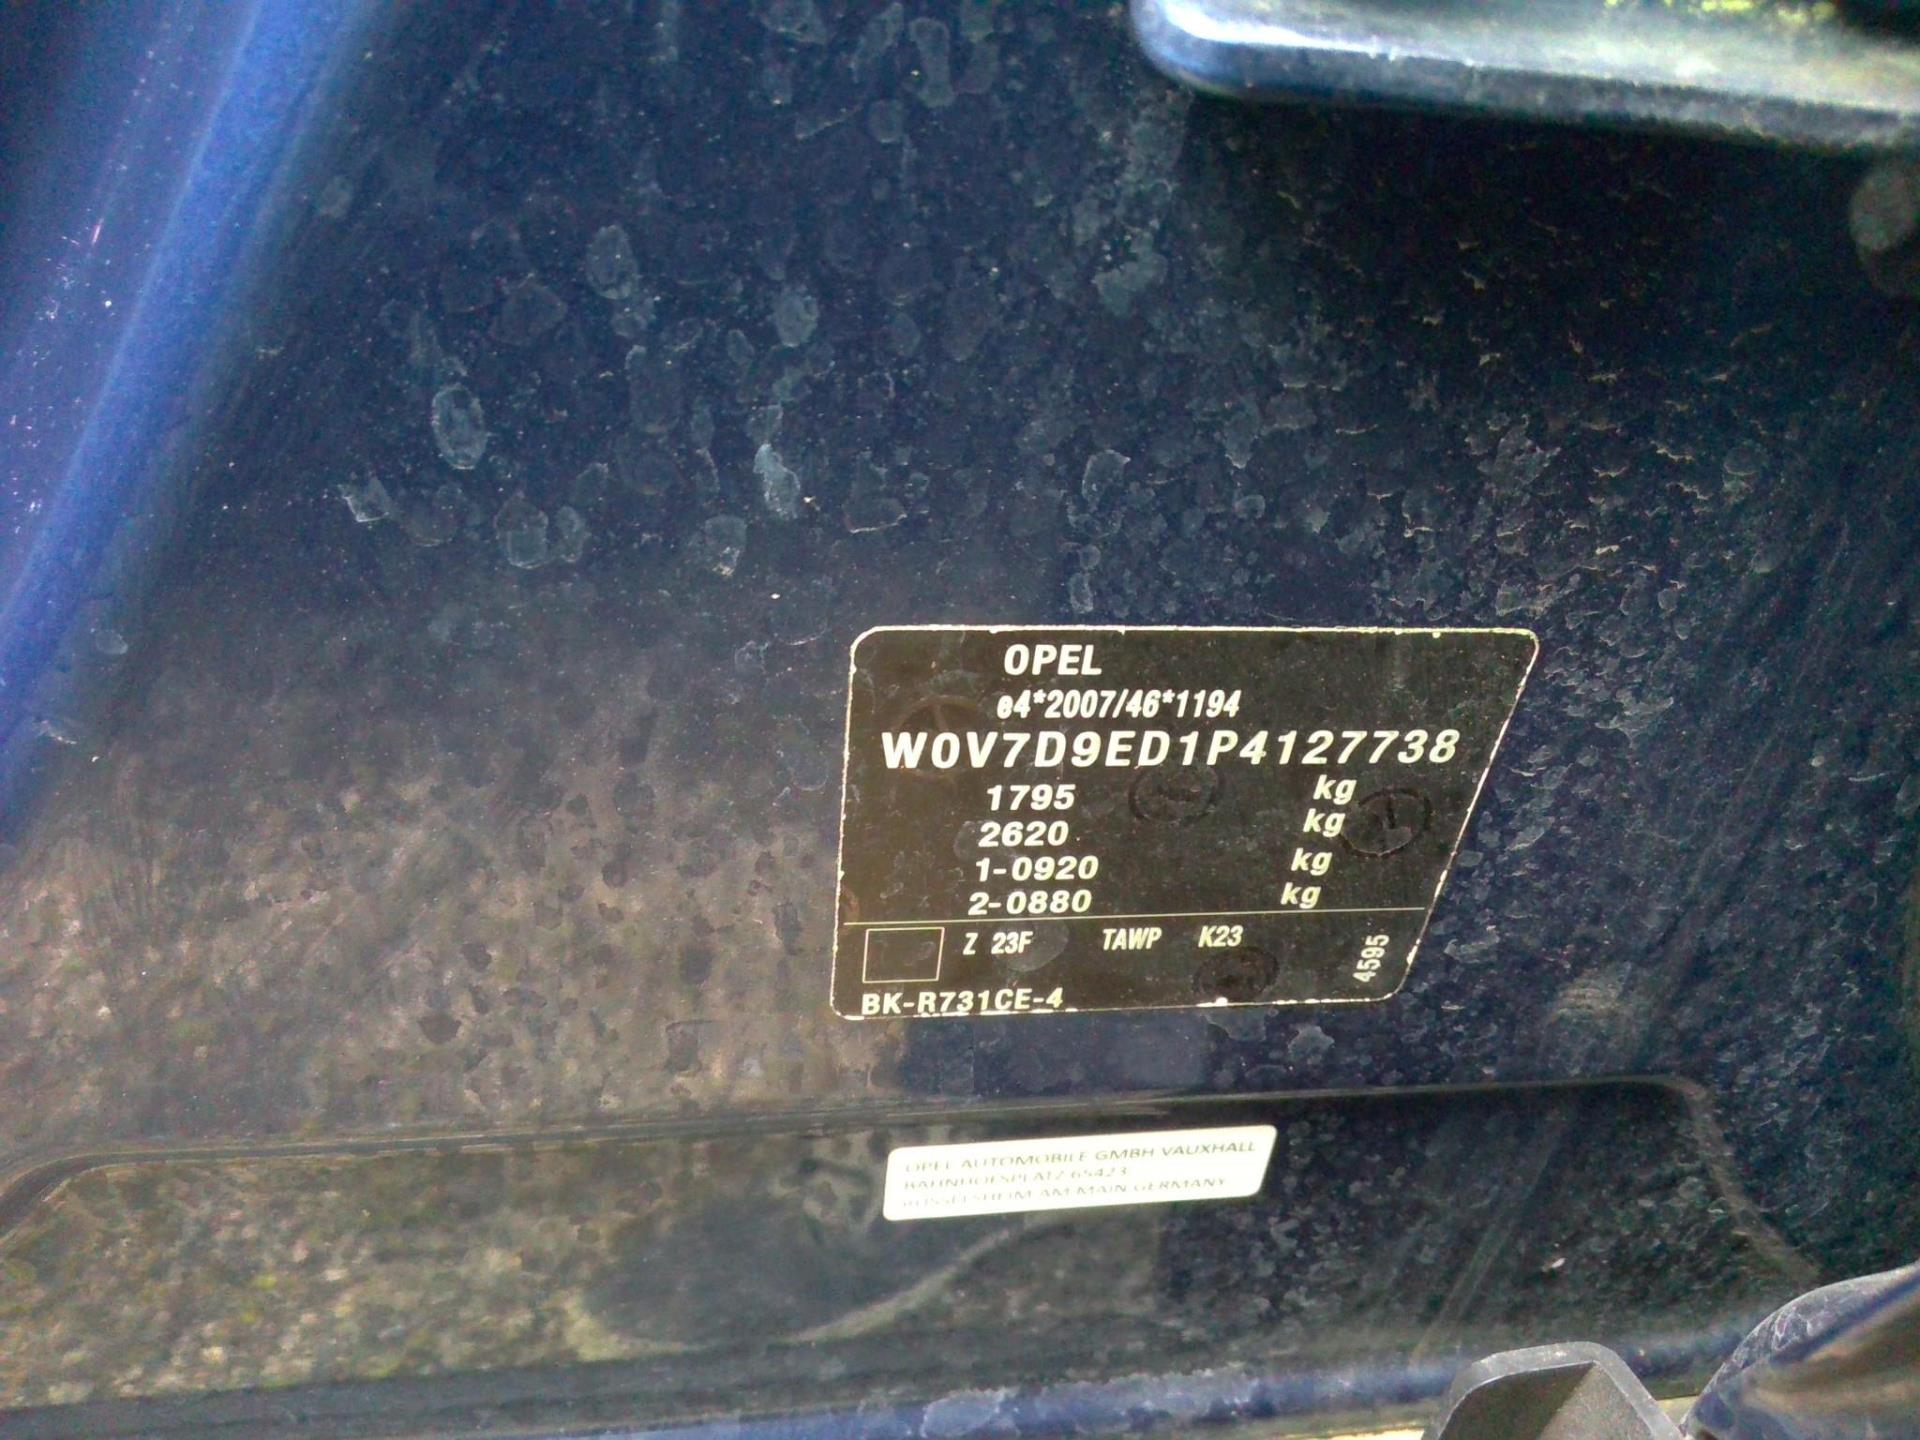 OPEL
e4*2007/46*1194
W0V7D9ED1P4127738
1795 kg
2620 kg
1-0920 kg
2-0880 kg
Z 23F TAWP K23
4595
BK-R731CE-4
OPEL AUTOMOBILE GMBH VAUXHALL
BAHNHOFSPLATZ 65423
RUSSELSHEIM AM MAIN GERMANY